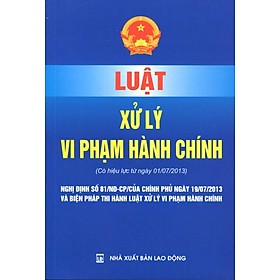 LUẬT
XỬ LÝ
VI PHẠM HÀNH CHÍNH
(Có hiệu lực từ ngày 01/07/2013)
NGHỊ ĐỊNH SỐ 81/NĐ-CP/CỦA CHÍNH PHỦ NGÀY 19/07/2013
VÀ BIỆN PHÁP THI HÀNH LUẬT XỬ LÝ VI PHẠM HÀNH CHÍNH
NHÀ XUẤT BẢN LAO ĐỘNG